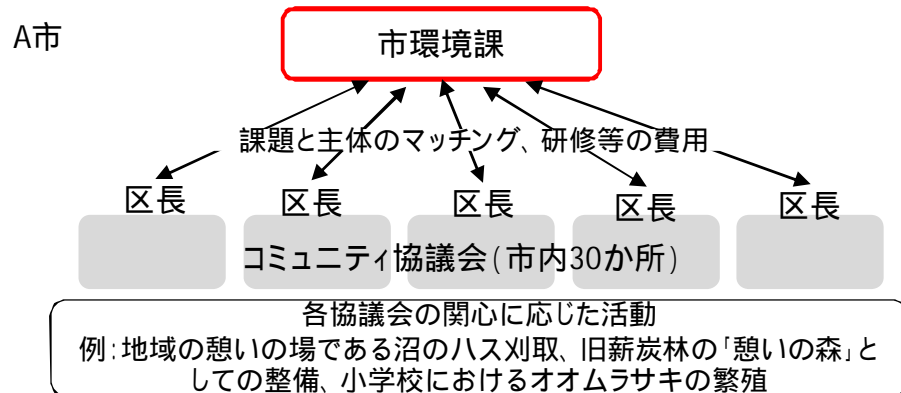 A市
市環境課
課題と主体のマッチング、研修等の費用
区長 区長 区長 区長 区長
コミュニティ協議会(市内30か所)
各協議会の関心に応じた活動
例:地域の憩いの場である沼のハス刈取、旧薪炭林の「憩いの森」と
しての整備、小学校におけるオオムラサキの繁殖